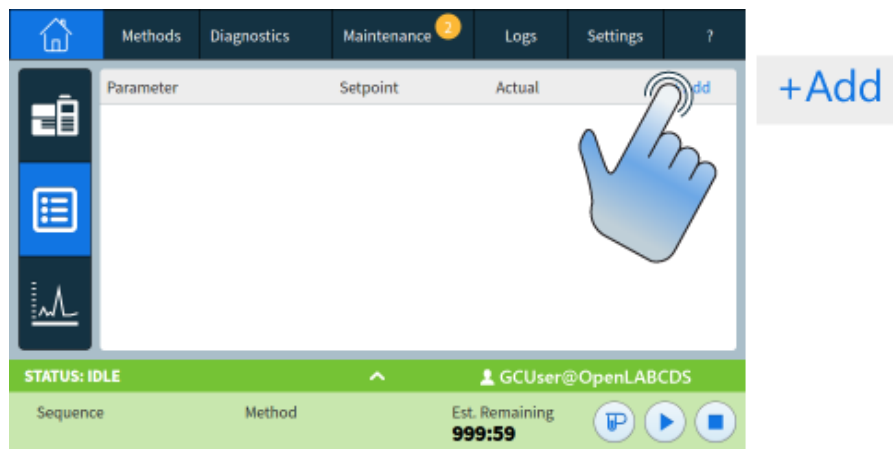 Methods Diagnostics Maintenance 2 Logs Settings ?
Parameter Setpoint Actual dd
+Add
STATUS: IDLE GCUser@OpenLABCDS
Sequence Method Est. Remaining
999:59
P